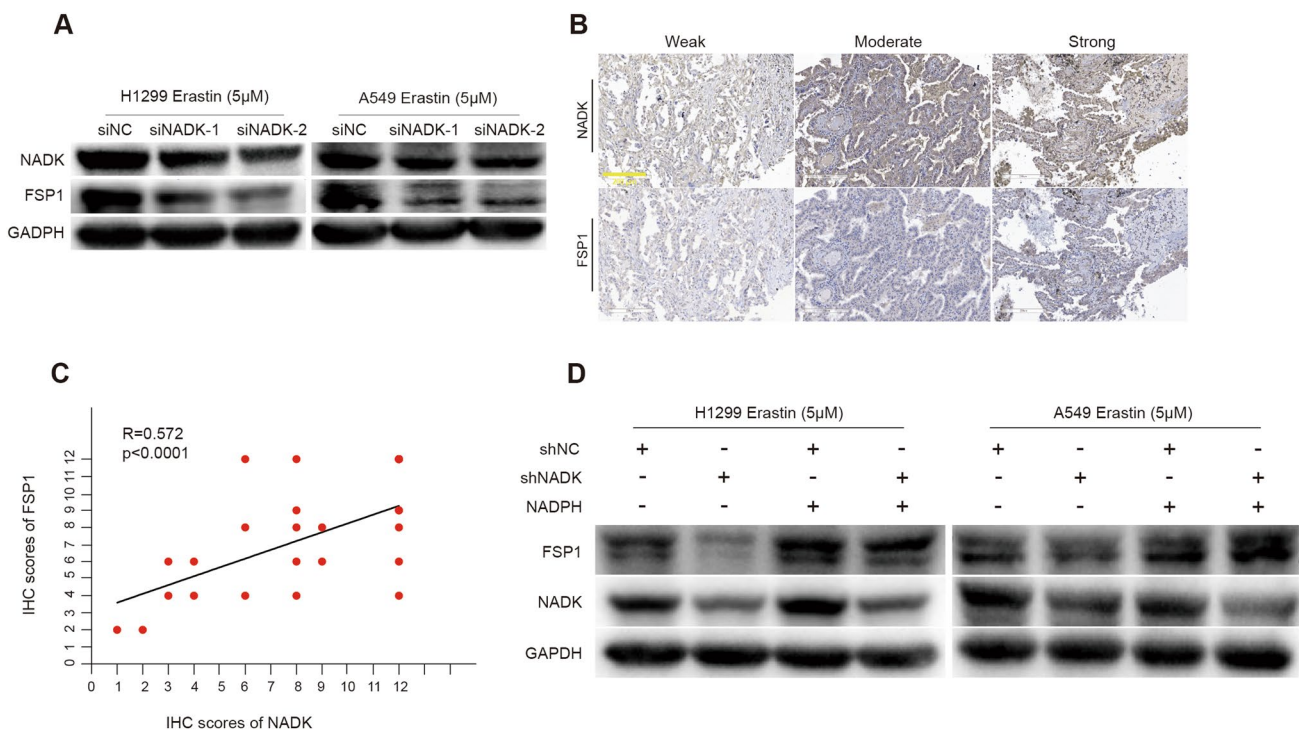 A
H1299 Erastin (5μM)
A549 Erastin (5μM)
siNC siNADK-1 siNADK-2
siNC siNADK-1 siNADK-2
NADK
FSP1
GADPH
B
Weak Moderate Strong
NADK
FSP1
C
R=0.572
p<0.0001
IHC scores of FSP1
0 1 2 3 4 5 6 7 8 9 10 11 12
0 1 2 3 4 5 6 7 8 9 10 11 12
IHC scores of NADK
D
H1299 Erastin (5μM)
A549 Erastin (5μM)
shNC + - + - + - + -
shNADK - + - + - + - +
NADPH - - + + - - + +
FSP1
NADK
GAPDH